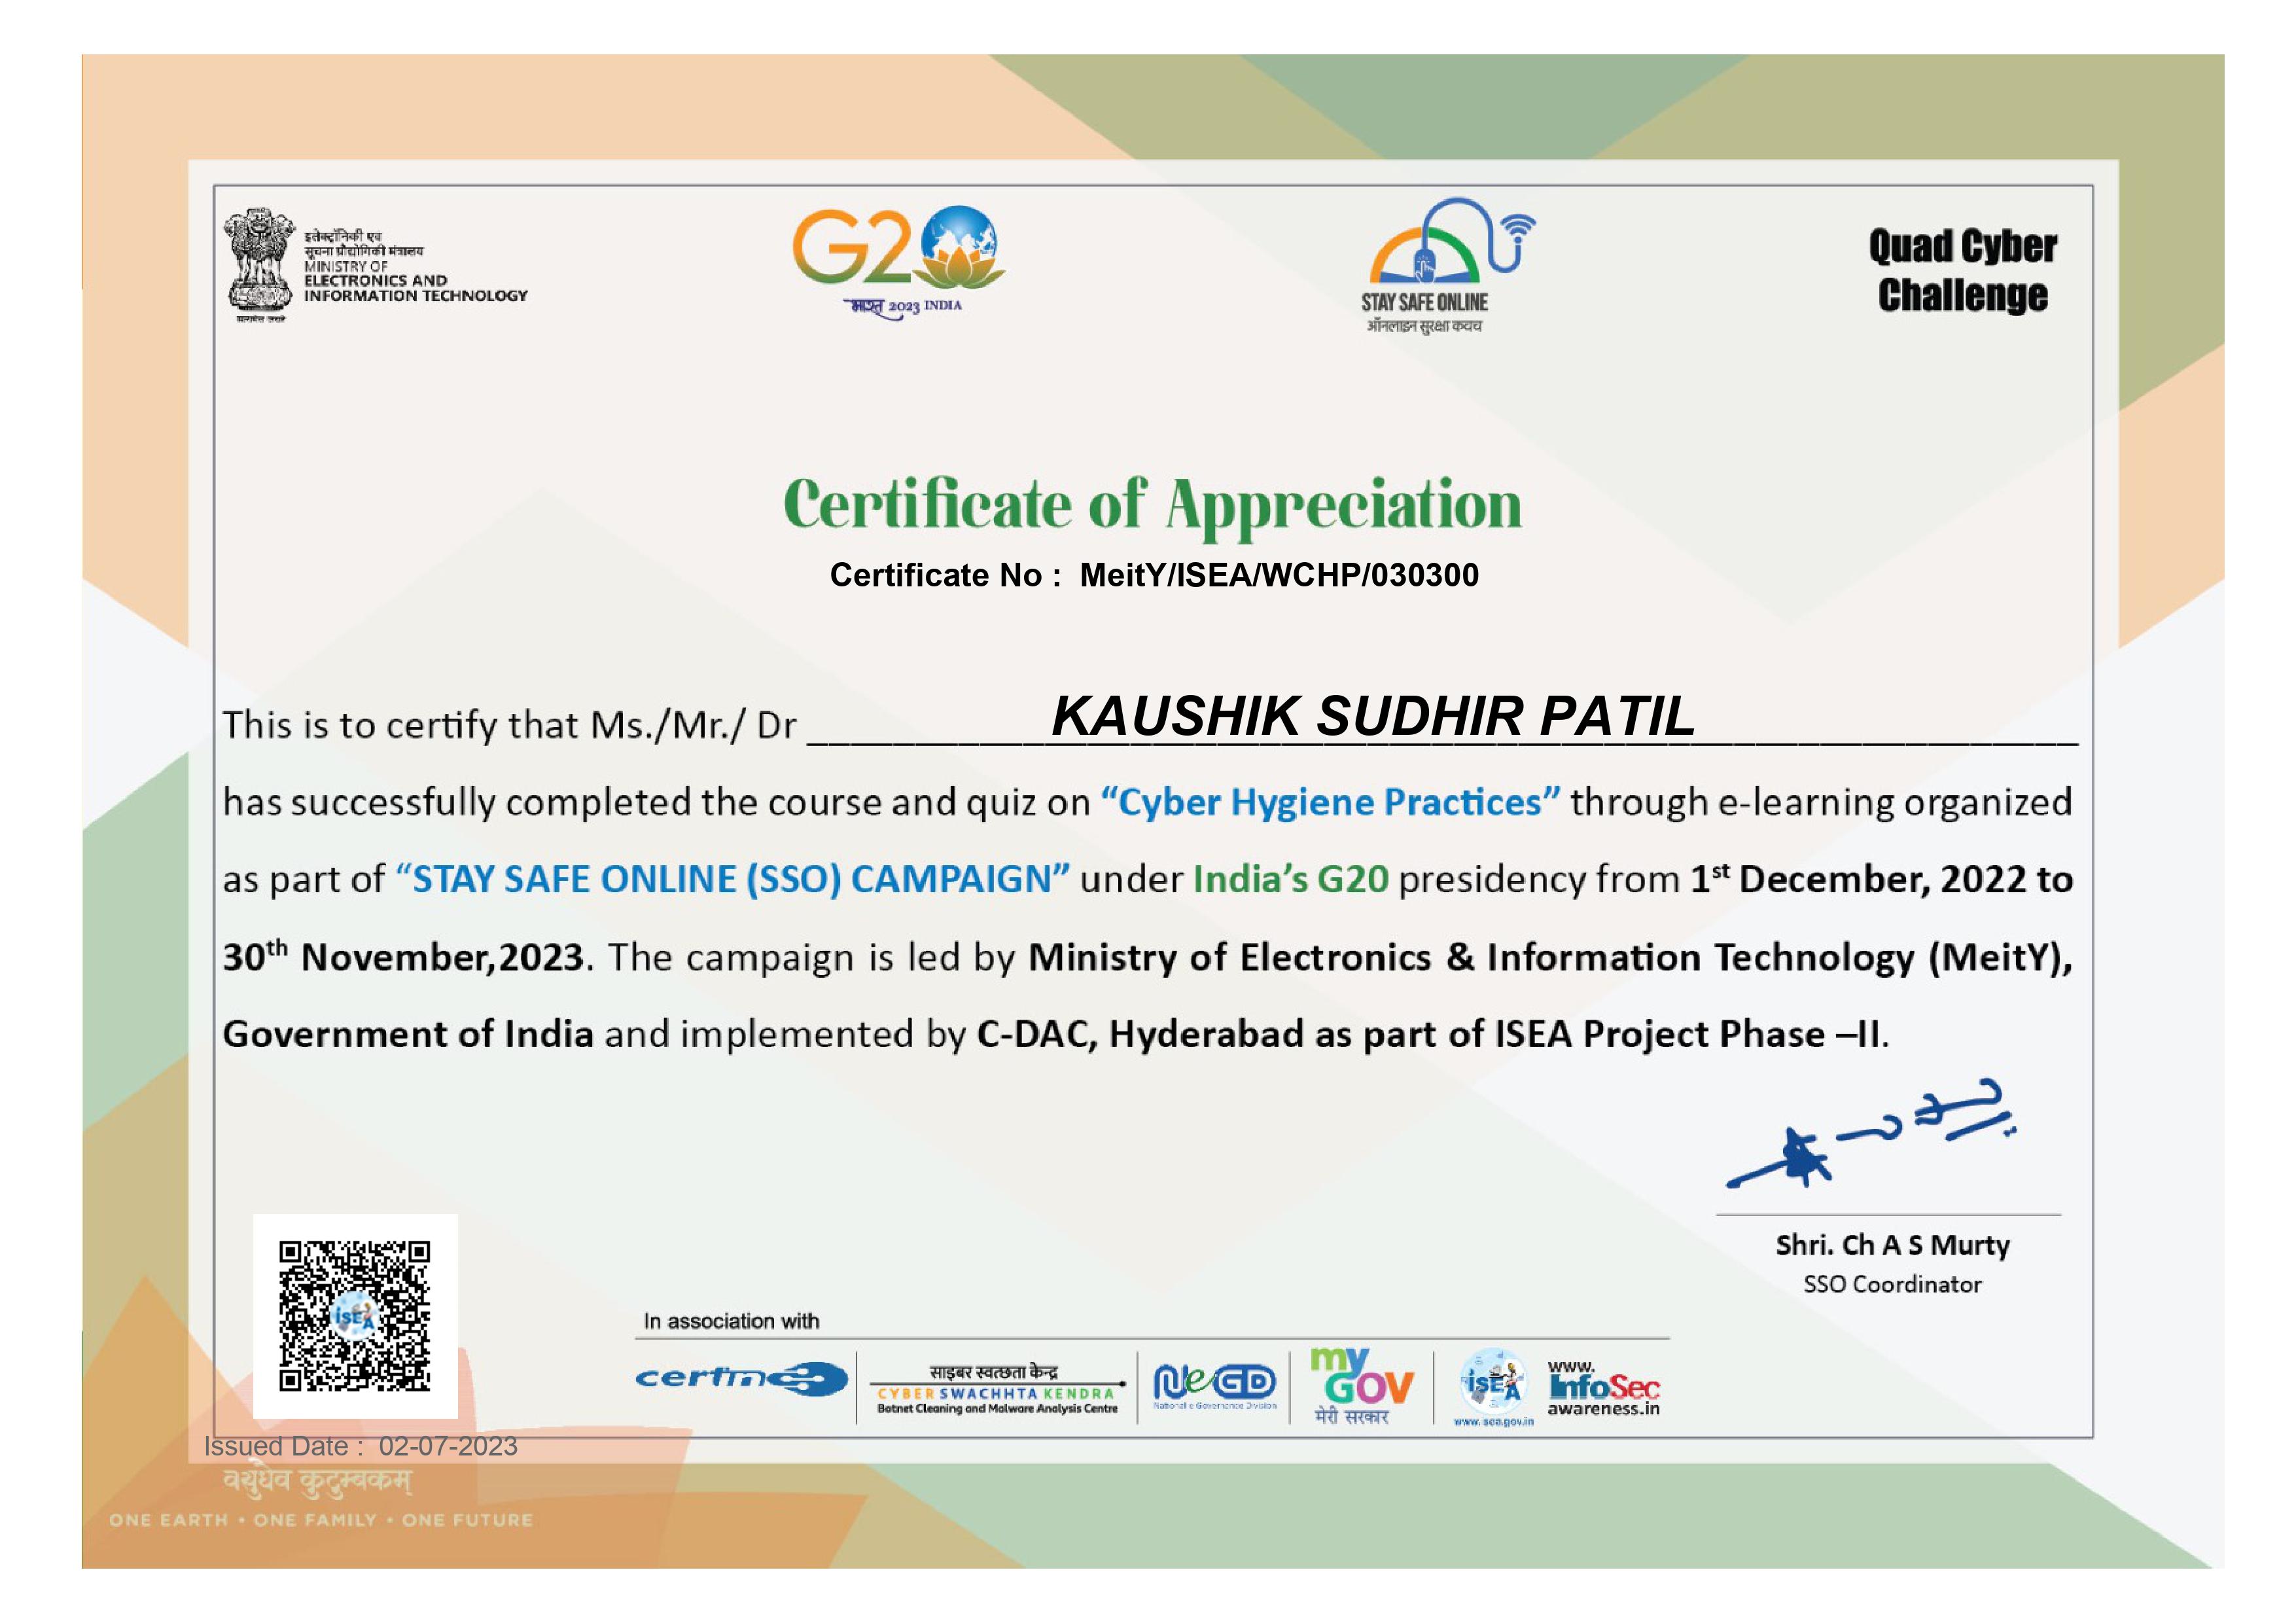 इलेक्ट्रॉनिकी एवं
सूचना प्रौद्योगिकी मंत्रालय
MINISTRY OF
ELECTRONICS AND
INFORMATION TECHNOLOGY
सत्यमेव जयते
G20
भारत 2023 INDIA
STAY SAFE ONLINE
ऑनलाइन सुरक्षा कवच
Quad Cyber
Challenge
Certificate of Appreciation
Certificate No : MeitY/ISEA/WCHP/030300
This is to certify that Ms./Mr./ Dr KAUSHIK SUDHIR PATIL
has successfully completed the course and quiz on “Cyber Hygiene Practices” through e-learning organized
as part of “STAY SAFE ONLINE (SSO) CAMPAIGN” under India’s G20 presidency from 1st December, 2022 to
30th November,2023. The campaign is led by Ministry of Electronics & Information Technology (MeitY),
Government of India and implemented by C-DAC, Hyderabad as part of ISEA Project Phase –II.
Shri. Ch A S Murty
SSO Coordinator
In association with
साइबर स्वच्छता केन्द्र
CYBER SWACHHTA KENDRA
Botnet Cleaning and Malware Analysis Centre
NeGD
National e Governance Division
my
GOV
मेरी सरकार
ISEA
www.isea.gov.in
www.
InfoSec
awareness.in
ISEA
Issued Date : 02-07-2023
वसुधैव कुटुम्बकम्
ONE EARTH • ONE FAMILY • ONE FUTURE